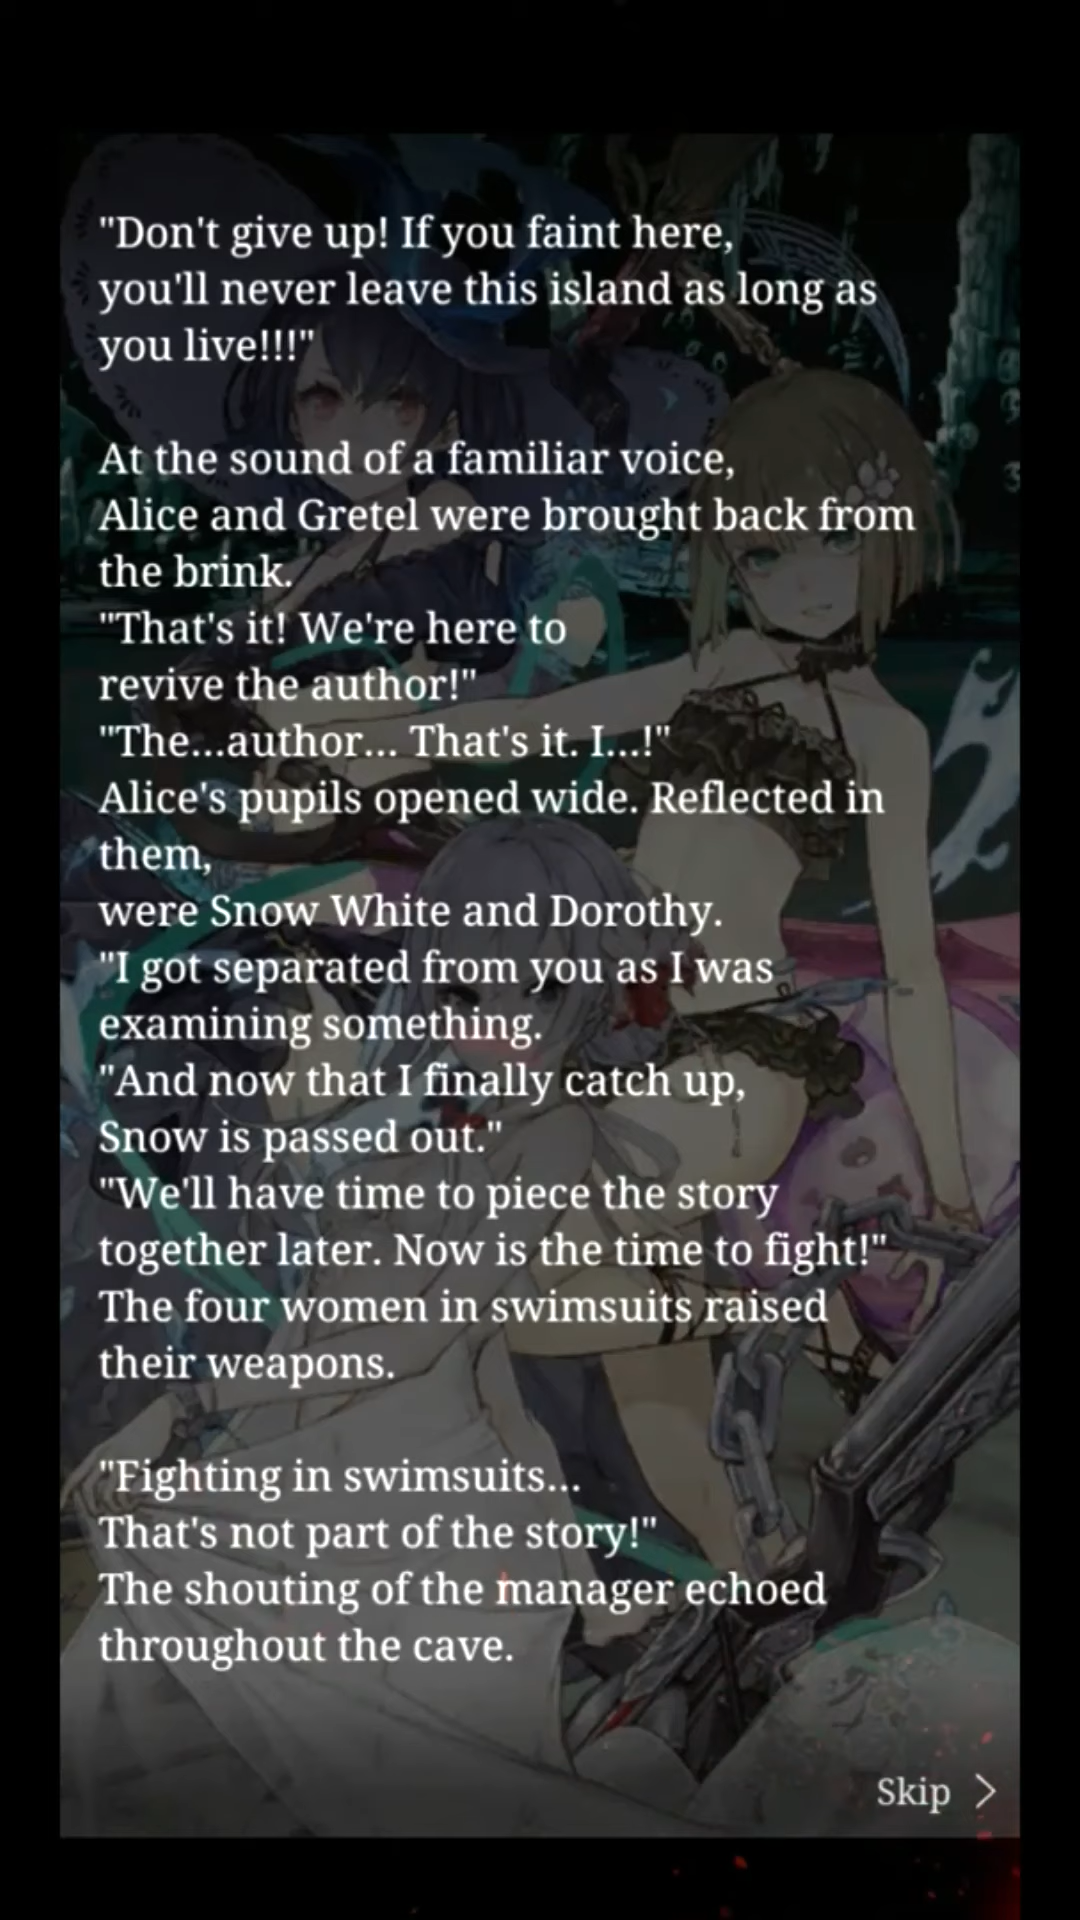 "Don't give up! If you faint here,
you'll never leave this island as long as
you live!!!"
At the sound of a familiar voice,
Alice and Gretel were brought back from
the brink.
"That's it! We're here to
revive the author!"
"The...author... That's it. I...!"
Alice's pupils opened wide. Reflected in
them,
were Snow White and Dorothy.
"I got separated from you as I was
examining something.
"And now that I finally catch up,
Snow is passed out."
"We'll have time to piece the story
together later. Now is the time to fight!"
The four women in swimsuits raised
their weapons.
"Fighting in swimsuits...
That's not part of the story!"
The shouting of the manager echoed
throughout the cave.
Skip >